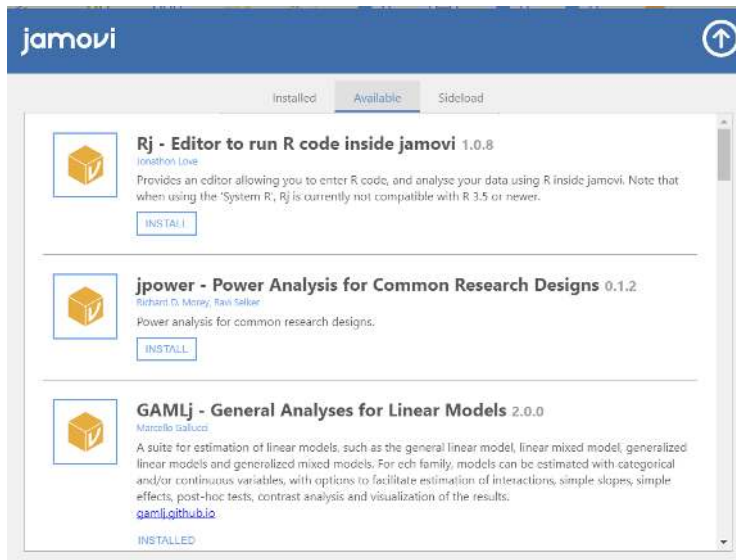 jamovi
Installed Available Sideload
Rj - Editor to run R code inside jamovi 1.0.8
Jonathon Love
Provides an editor allowing you to enter R code, and analyse your data using R inside jamovi. Note that
when using the 'System R', Rj is currently not compatible with R 3.5 or newer.
INSTALL
jpower - Power Analysis for Common Research Designs 0.1.2
Richard D. Morey, Ravi Selker
Power analysis for common research designs.
INSTALL
GAMLj - General Analyses for Linear Models 2.0.0
Marcello Gallucci
A suite for estimation of linear models, such as the general linear model, linear mixed model, generalized
linear models and generalized mixed models. For ech family, models can be estimated with categorical
and/or continuous variables, with options to facilitate estimation of interactions, simple slopes, simple
effects, post-hoc tests, contrast analysis and visualization of the results.
gamlj.github.io
INSTALLED